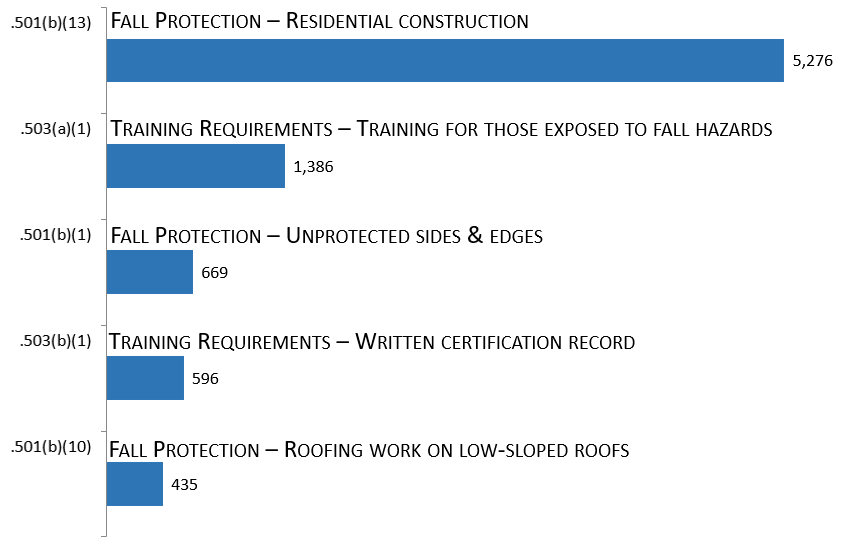 .501(b)(13) Fall Protection – Residential construction
5,276
.503(a)(1) Training Requirements – Training for those exposed to fall hazards
1,386
.501(b)(1) Fall Protection – Unprotected sides & edges
669
.503(b)(1) Training Requirements – Written certification record
596
.501(b)(10) Fall Protection – Roofing work on low-sloped roofs
435